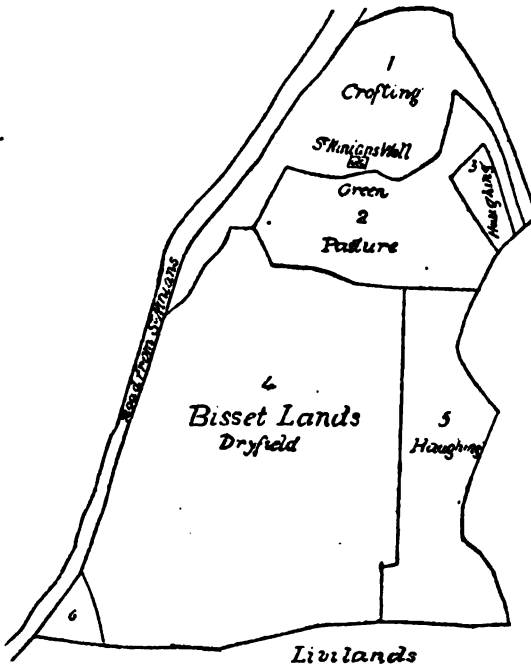 1
Crofting
St Ninians Well
3
Haughing
Green
2
Pasture
Road from St Ninians
4
Bisset Lands
Dryfield
5
Haughing
6
Livilands